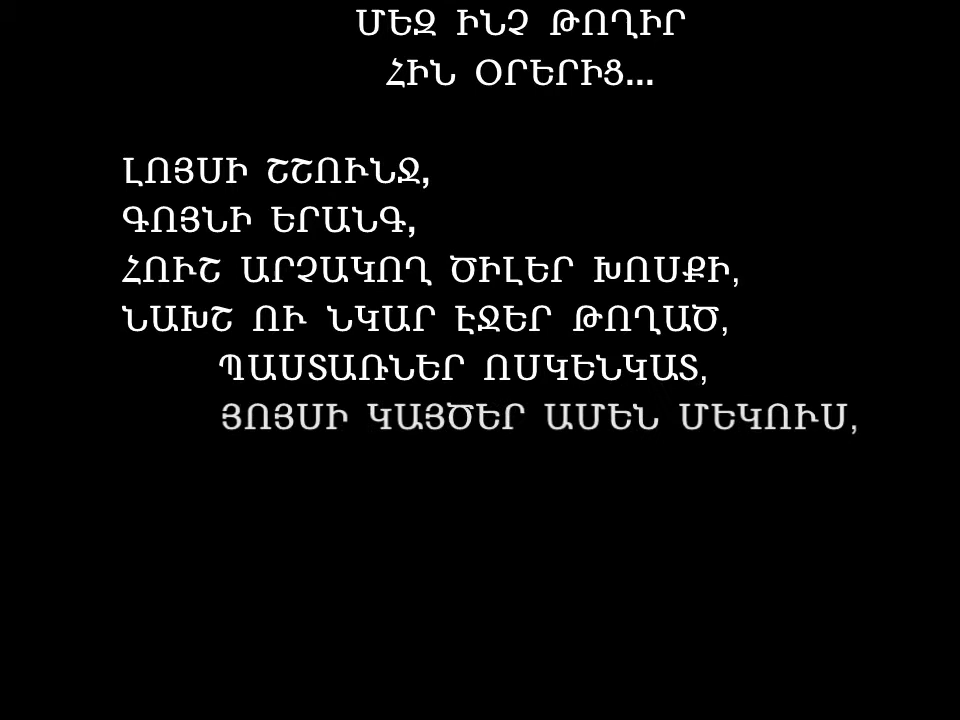 ՄԵԶ ԻՆՉ ԹՈՂԻՐ
ՀԻՆ ՕՐԵՐԻՑ...
ԼՈՅՍԻ ՇՇՈՒՆՋ,
ԳՈՅՆԻ ԵՐԱՆԳ,
ՀՈՒՇ ԱՐՉԱԿՈՂ ԾԻԼԵՐ ԽՈՍՔԻ,
ՆԱԽՇ ՈՒ ՆԿԱՐ ԷՋԵՐ ԹՈՂԱԾ,
ՊԱՍՏԱՌՆԵՐ ՈՍԿԵՆԿԱՏ,
ՅՈՅՍԻ ԿԱՅԾԵՐ ԱՄԵՆ ՄԵԿՈՒՍ,